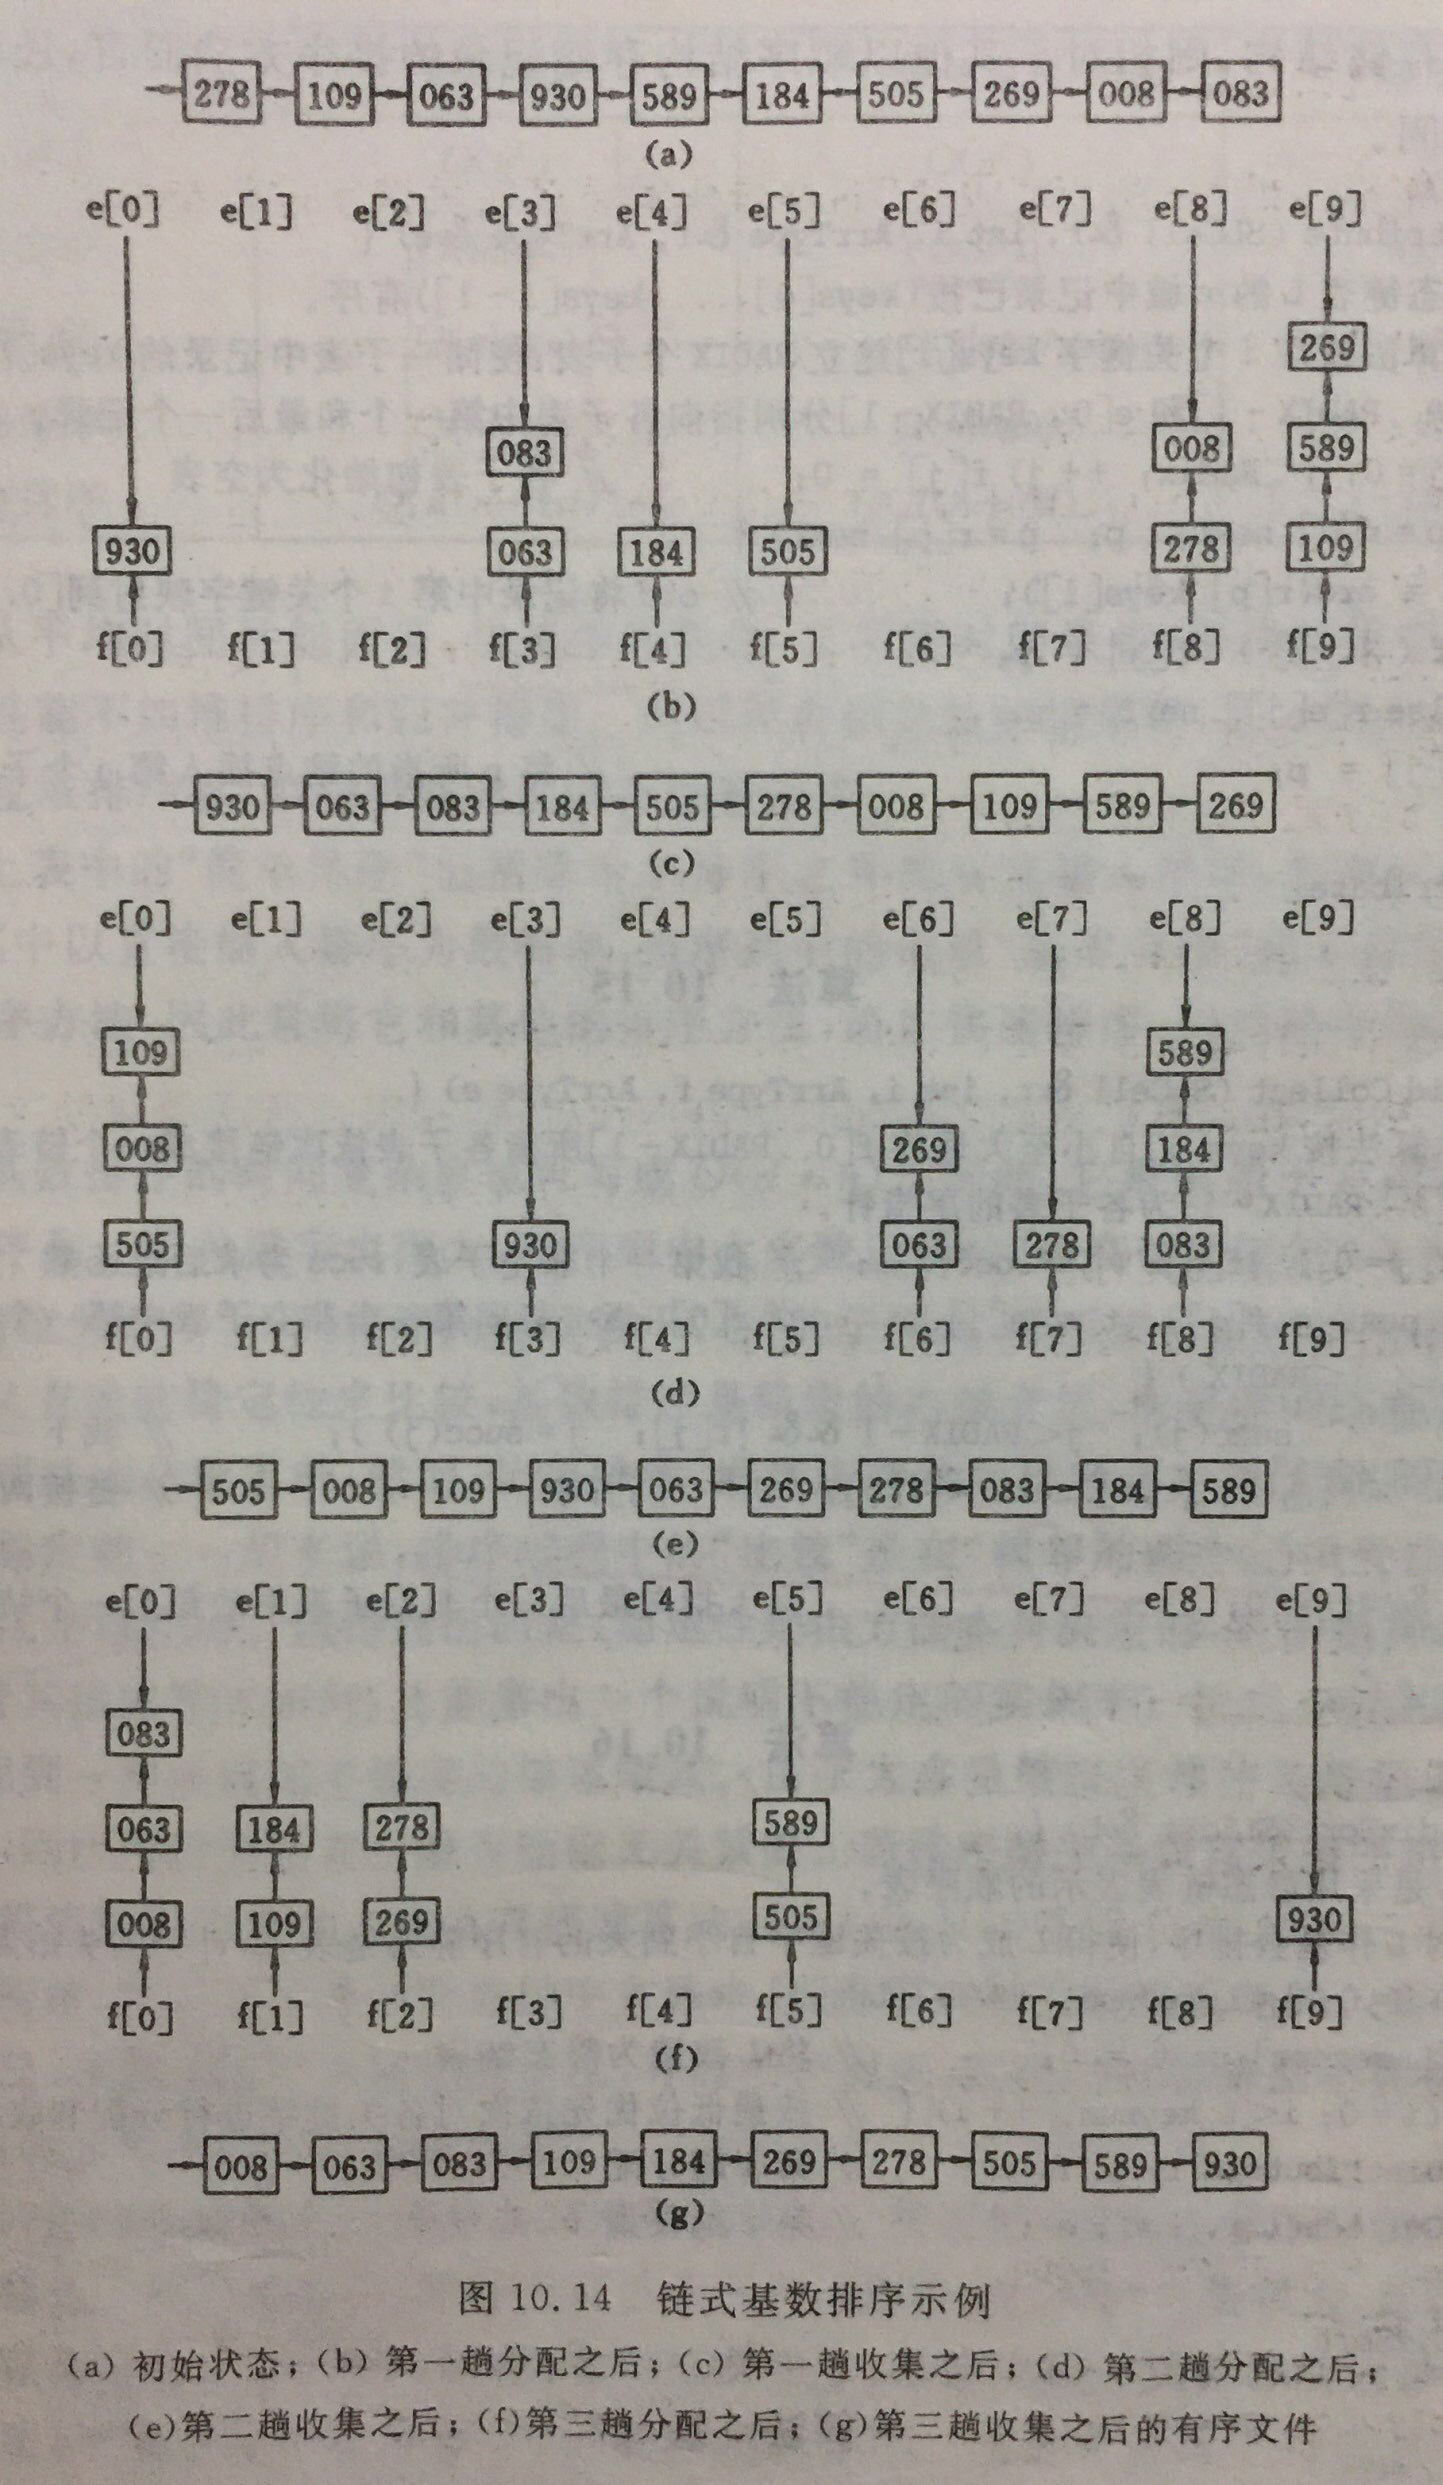 278 109 063 930 589 184 505 269 008 083
(a)
e[0] e[1] e[2] e[3] e[4] e[5] e[6] e[7] e[8] e[9]
269
083 008 589
930 063 184 505 278 109
f[0] f[1] f[2] f[3] f[4] f[5] f[6] f[7] f[8] f[9]
(b)
930 063 083 184 505 278 008 109 589 269
(c)
e[0] e[1] e[2] e[3] e[4] e[5] e[6] e[7] e[8] e[9]
109 589
008 269 184
505 930 063 278 083
f[0] f[1] f[2] f[3] f[4] f[5] f[6] f[7] f[8] f[9]
(d)
505 008 109 930 063 269 278 083 184 589
(e)
e[0] e[1] e[2] e[3] e[4] e[5] e[6] e[7] e[8] e[9]
083
063 184 278 589
008 109 269 505 930
f[0] f[1] f[2] f[3] f[4] f[5] f[6] f[7] f[8] f[9]
(f)
008 063 083 109 184 269 278 505 589 930
(g)
图 10.14 链式基数排序示例
(a) 初始状态；(b) 第一趟分配之后；(c) 第一趟收集之后；(d) 第二趟分配之后；
(e)第二趟收集之后；(f)第三趟分配之后；(g)第三趟收集之后的有序文件